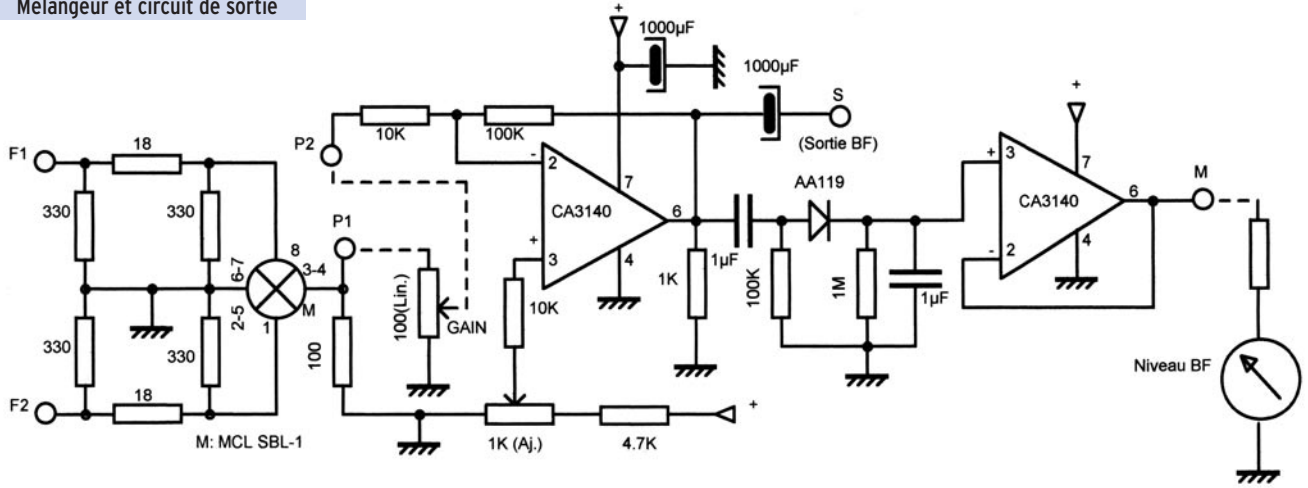 Mélangeur et circuit de sortie
+
1000µF
1000µF
S
(Sortie BF)
10K
100K
P2
F1
18
330
330
8
3-4
6-7
2-5
M
1
P1
100(Lin.)
GAIN
100
330
330
F2
18
M: MCL SBL-1
-
2
7
CA3140
6
+
3
4
10K
1K
1µF
100K
AA119
1M
1µF
1K (Aj.)
4.7K
+
+
+
3
7
CA3140
6
-
2
4
M
Niveau BF